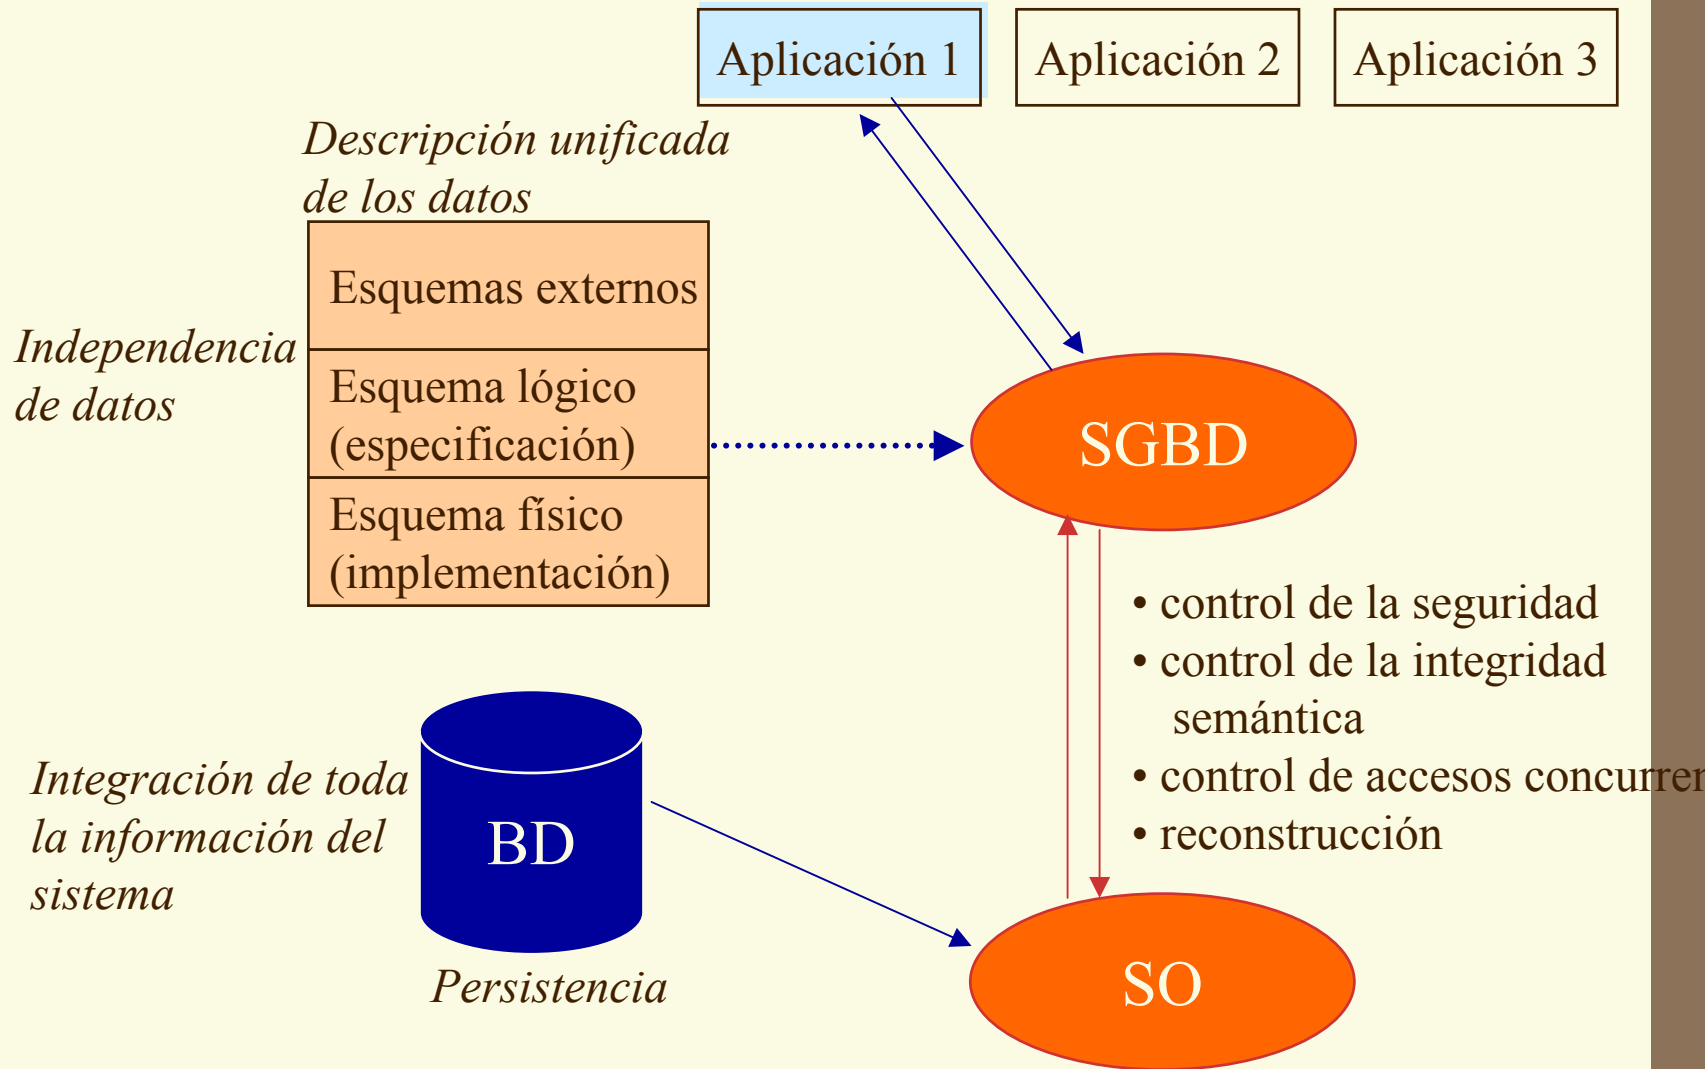 Aplicación 1
Aplicación 2
Aplicación 3
Descripción unificada
de los datos
Esquemas externos
Independencia
de datos
Esquema lógico
(especificación)
SGBD
Esquema físico
(implementación)
• control de la seguridad
• control de la integridad
semántica
• control de accesos concurren
• reconstrucción
Integración de toda
la información del
sistema
BD
Persistencia
SO